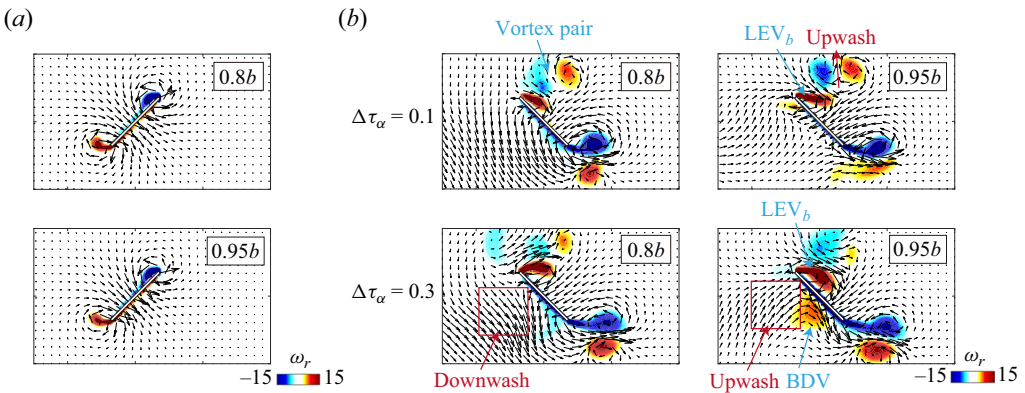 (a)
(b)
Vortex pair
LEV_b
Upwash
0.8b
0.8b
0.95b
Δτ_α = 0.1
LEV_b
0.95b
0.8b
0.95b
Δτ_α = 0.3
ω_r
–15 15
Downwash
Upwash
BDV
ω_r
–15 15